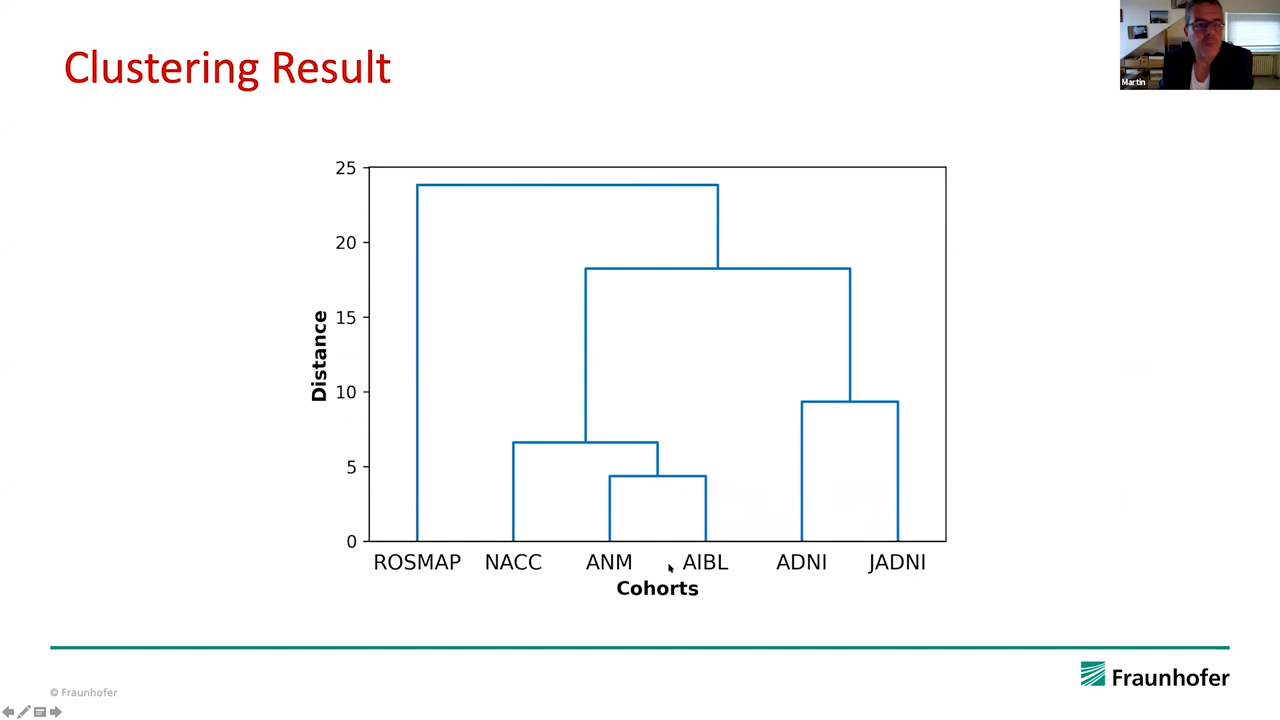 Clustering Result
Martin
25
20
15
10
5
0
Distance
ROSMAP NACC ANM AIBL ADNI JADNI
Cohorts
Fraunhofer
© Fraunhofer